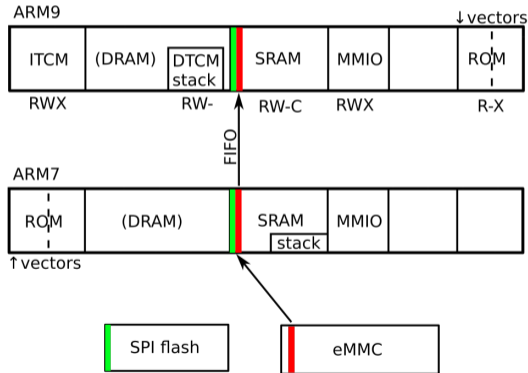 ARM9
↓vectors
ITCM
(DRAM)
DTCM
stack
SRAM
MMIO
ROM
RWX
RW-
RW-C
RWX
R-X
FIFO
ARM7
ROM
(DRAM)
SRAM
stack
MMIO
↑vectors
SPI flash
eMMC